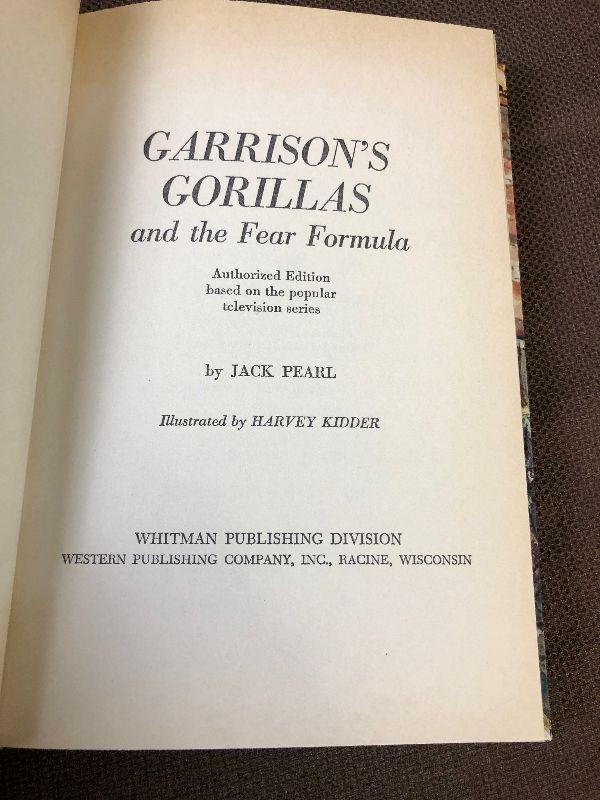 GARRISON'S
GORILLAS
and the Fear Formula
Authorized Edition
based on the popular
television series
by JACK PEARL
Illustrated by HARVEY KIDDER
WHITMAN PUBLISHING DIVISION
WESTERN PUBLISHING COMPANY, INC., RACINE, WISCONSIN